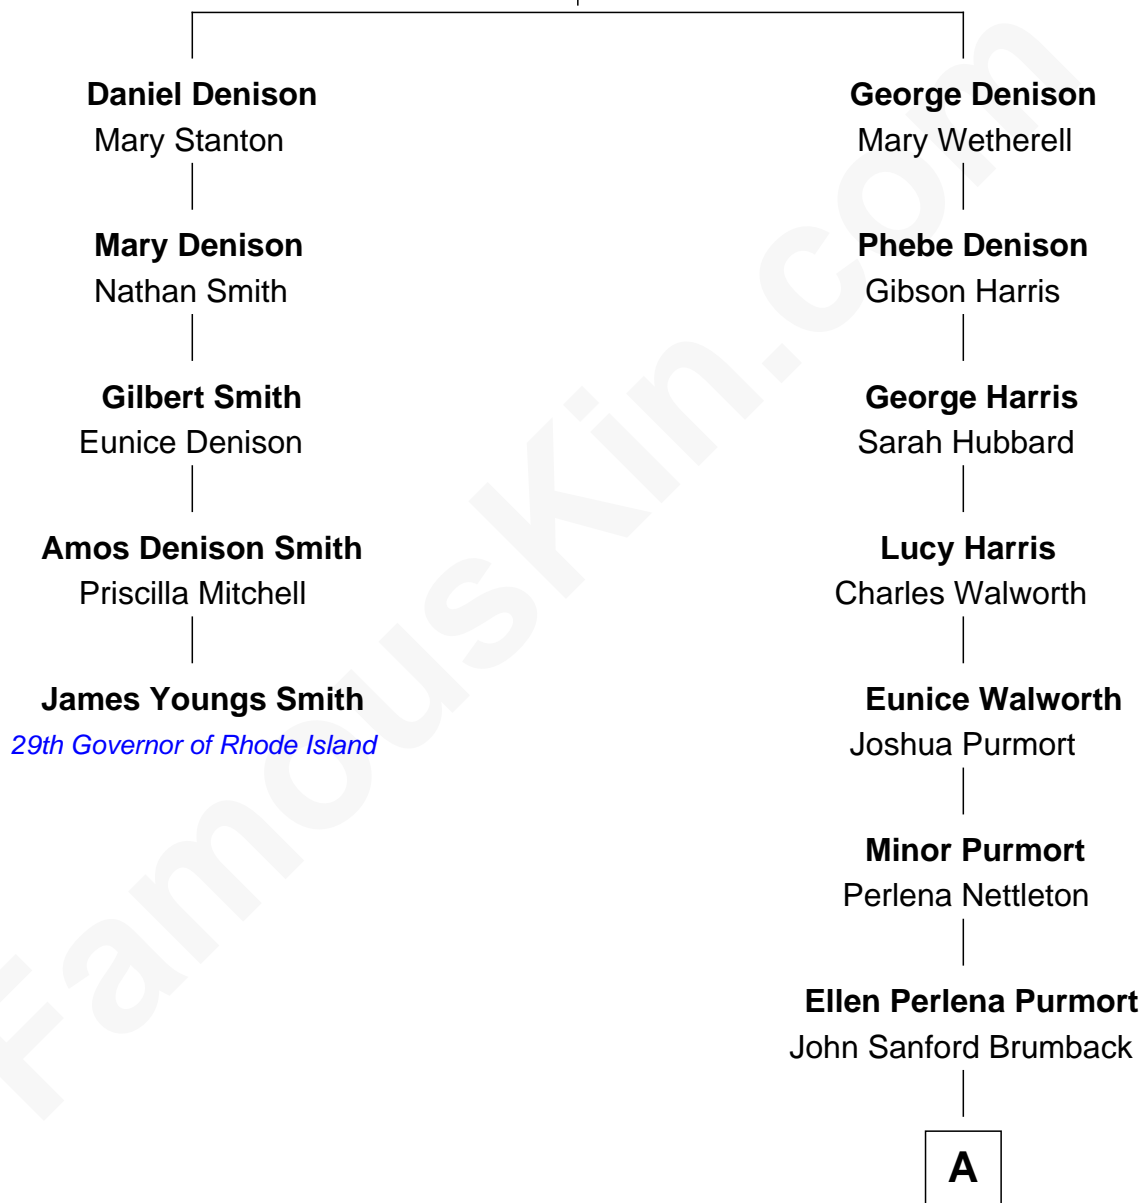 Daniel Denison
Mary Stanton
Mary Denison
Nathan Smith
Gilbert Smith
Eunice Denison
Amos Denison Smith
Priscilla Mitchell
James Youngs Smith
29th Governor of Rhode Island
George Denison
Mary Wetherell
Phebe Denison
Gibson Harris
George Harris
Sarah Hubbard
Lucy Harris
Charles Walworth
Eunice Walworth
Joshua Purmort
Minor Purmort
Perlena Nettleton
Ellen Perlena Purmort
John Sanford Brumback
A
FamousKin.com